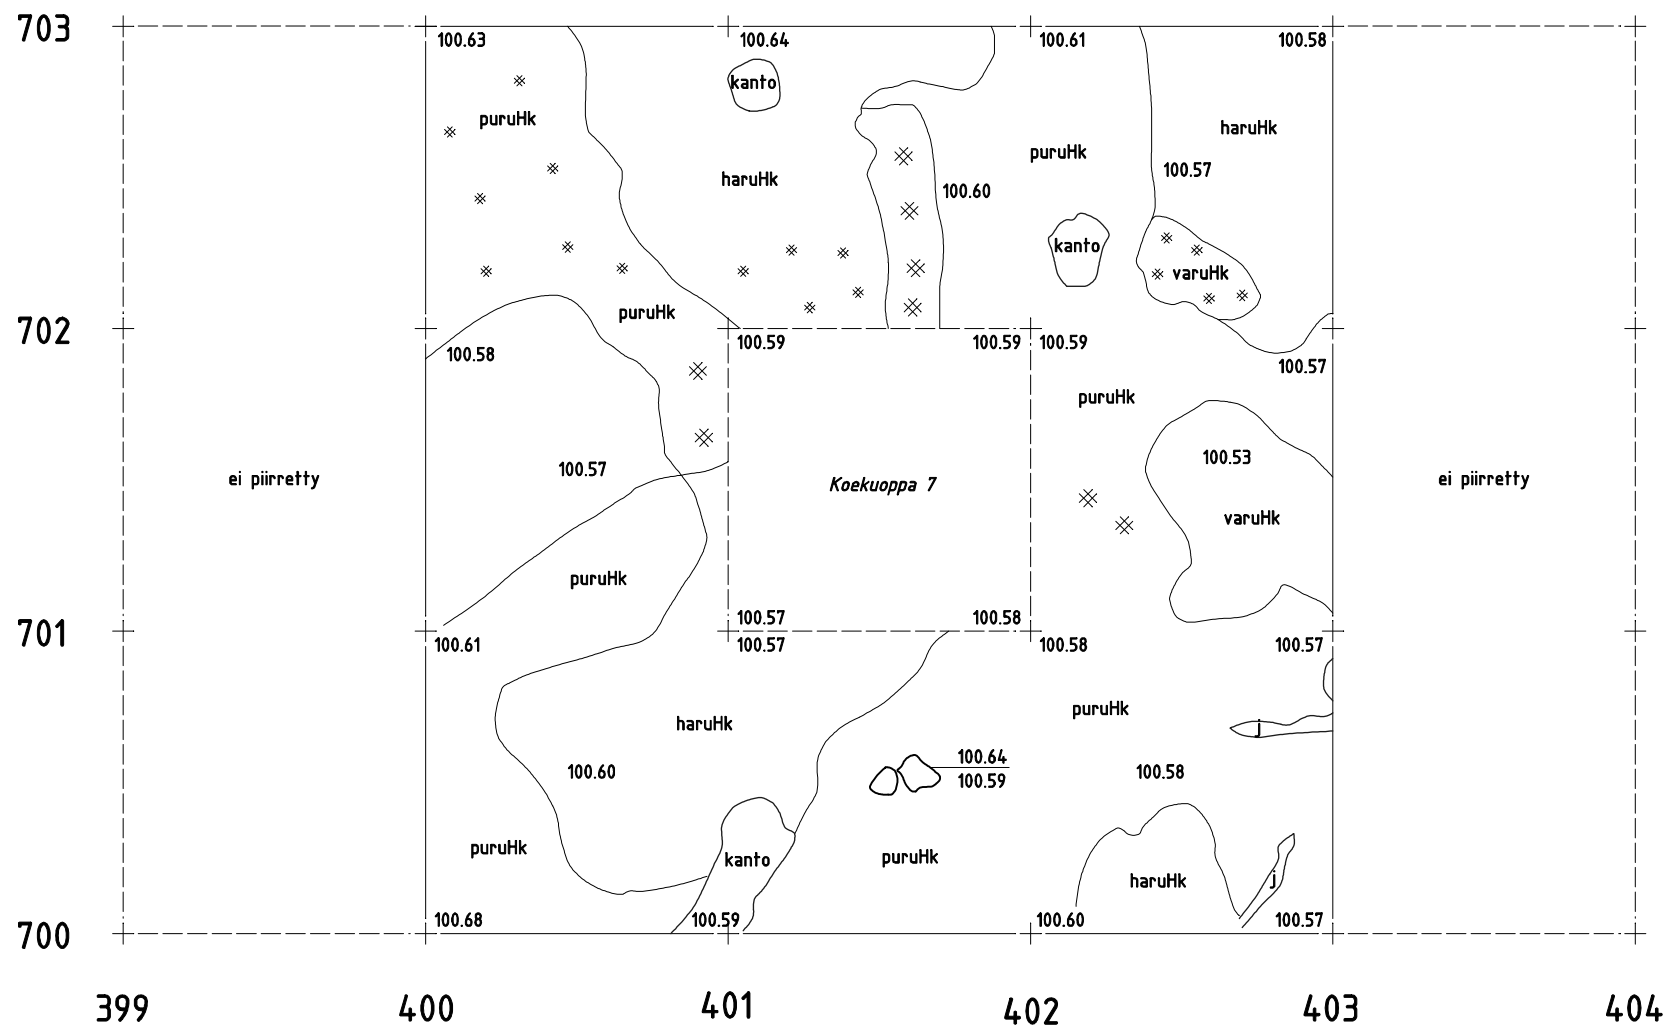 703
100.63
100.64
100.61
100.58
kanto
puruHk
haruHk
puruHk
haruHk
100.57
100.60
kanto
varuHk
puruHk
702
100.58
100.59
100.59
100.59
100.57
puruHk
100.57
100.53
ei piirretty
Koekuoppa 7
ei piirretty
varuHk
puruHk
100.57
100.58
701
100.61
100.57
100.58
100.57
puruHk
haruHk
j
100.64
100.59
100.60
100.58
puruHk
kanto
puruHk
haruHk
j
100.68
100.59
100.60
100.57
700
399
400
401
402
403
404